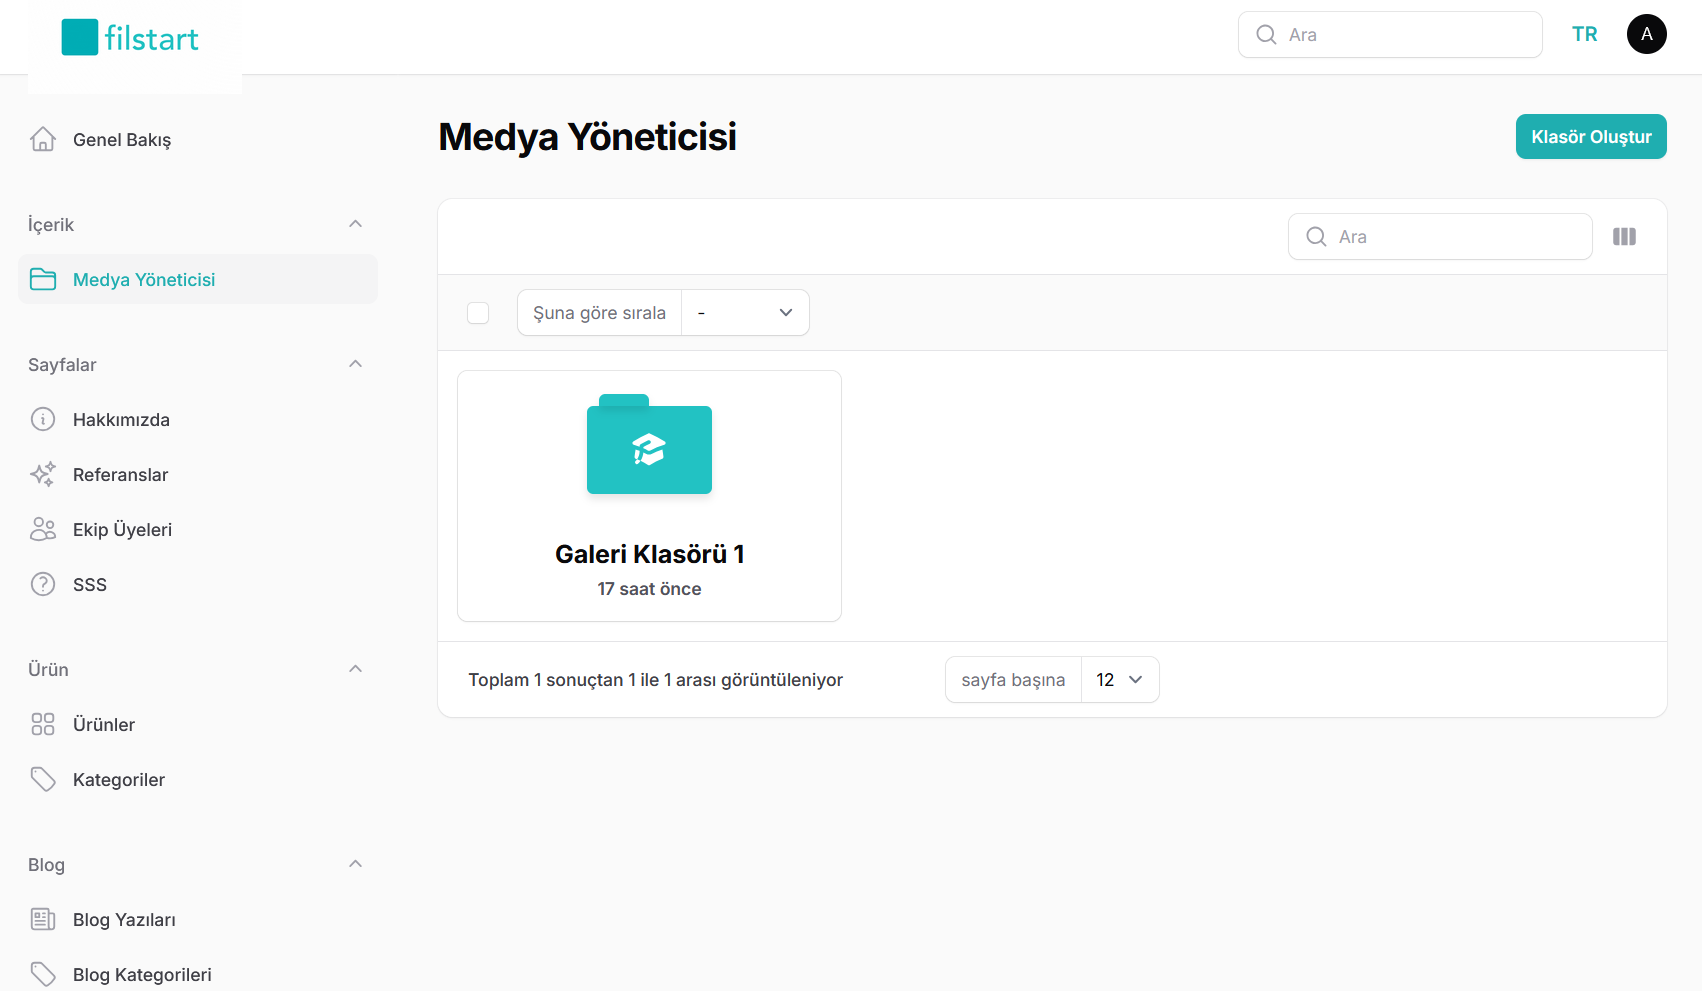 filstart
Ara
TR
A
Genel Bakış
İçerik
Medya Yöneticisi
Sayfalar
Hakkımızda
Referanslar
Ekip Üyeleri
SSS
Ürün
Ürünler
Kategoriler
Blog
Blog Yazıları
Blog Kategorileri
Medya Yöneticisi
Klasör Oluştur
Ara
Şuna göre sırala
-
Galeri Klasörü 1
17 saat önce
Toplam 1 sonuçtan 1 ile 1 arası görüntüleniyor
sayfa başına
12